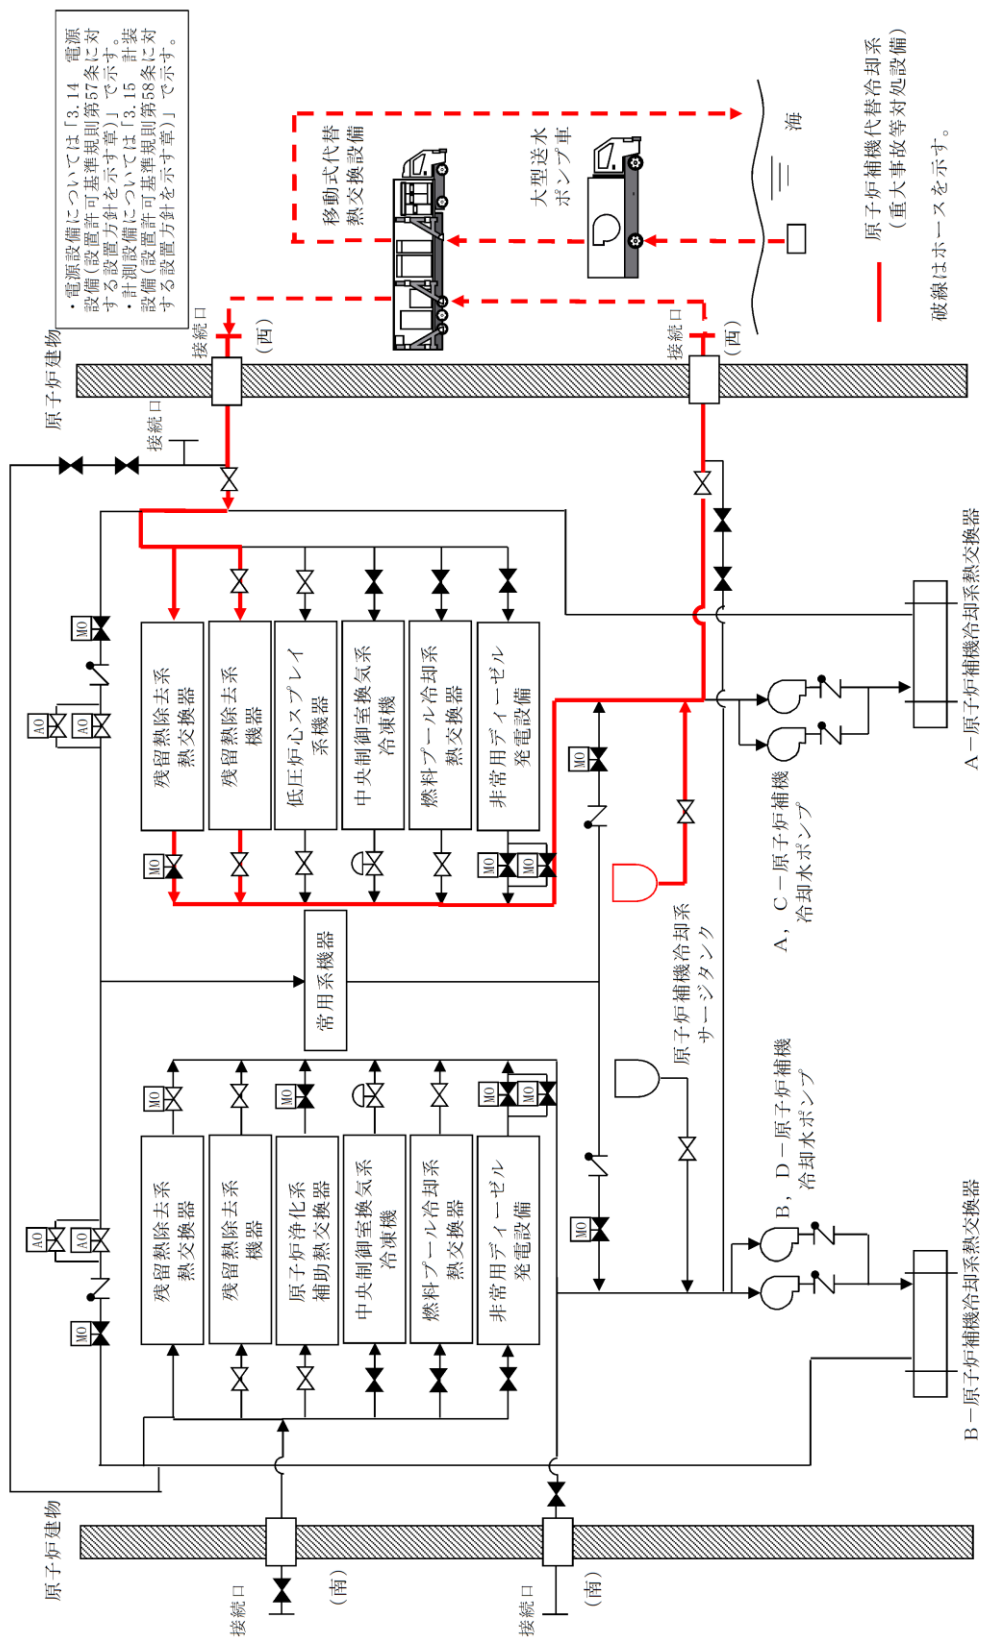 ・電源設備については「3.14　電源
設備(設置許可基準規則第57条に対
する設置方針を示す章)」で示す。
・計測設備については「3.15　計装
設備(設置許可基準規則第58条に対
する設置方針を示す章)」で示す。
原子炉建物
接続口
接続口
(西)
移動式代替
熱交換設備
大型送水
ポンプ車
接続口
(西)
海
原子炉補機代替冷却系
(重大事故等対処設備)
破線はホースを示す。
MO
AO
AO
残留熱除去系
熱交換器
残留熱除去系
機器
低圧炉心スプレイ
系機器
中央制御室換気系
冷凍機
燃料プール冷却系
熱交換器
非常用ディーゼル
発電設備
MO
MO
MO
MO
常用系機器
原子炉補機冷却系
サージタンク
A，C－原子炉補機
冷却水ポンプ
A－原子炉補機冷却系熱交換器
MO
MO
MO
MO
AO
AO
MO
残留熱除去系
熱交換器
残留熱除去系
機器
原子炉浄化系
補助熱交換器
中央制御室換気系
冷凍機
燃料プール冷却系
熱交換器
非常用ディーゼル
発電設備
MO
B，D－原子炉補機
冷却水ポンプ
B－原子炉補機冷却系熱交換器
原子炉建物
接続口
(南)
接続口
(南)